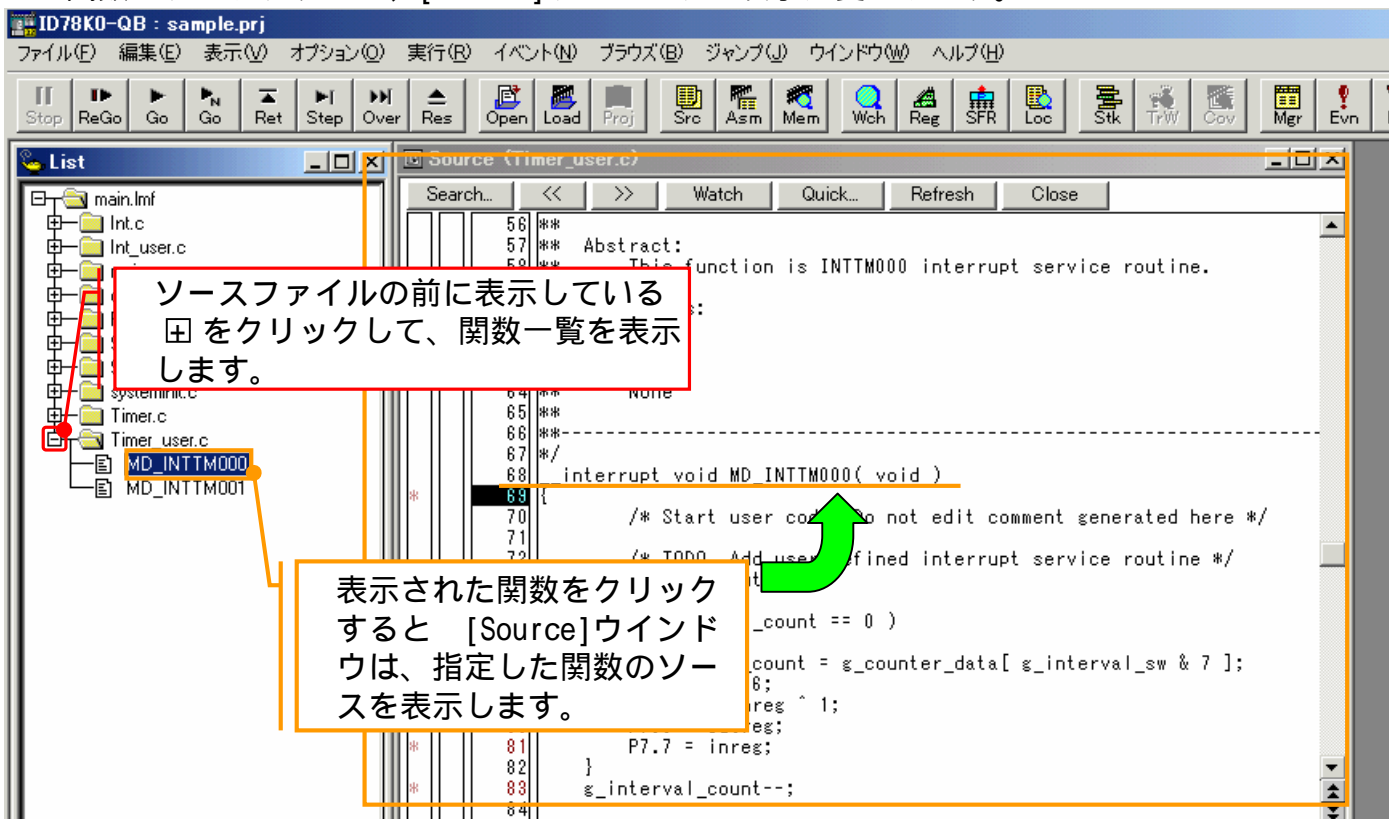 ID78K0-QB : sample.prj
ファイル(F) 編集(E) 表示(V) オプション(O) 実行(R) イベント(N) ブラウズ(B) ジャンプ(J) ウインドウ(W) ヘルプ(H)
Stop ReGo Go Go Ret Step Over Res Open Load Proj Src Asm Mem Wch Reg SFR Loc Stk TrW Cov Mgr Evn
List
main.lmf
Int.c
Int_user.c
systeminit.c
Timer.c
Timer_user.c
MD_INTTM000
MD_INTTM001
Source (Timer_user.c)
Search... << >> Watch Quick... Refresh Close
56 **
57 ** Abstract:
58 ** This function is INTTM000 interrupt service routine.
64 ** None
65 **
66 **-----------------------------------------------------------------------------
67 */
68 __interrupt void MD_INTTM000( void )
* 69 {
70 /* Start user code. Do not edit comment generated here */
71
72 /* TODO. Add user defined interrupt service routine */
_count == 0 )
count = g_counter_data[ g_interval_sw & 7 ];
6;
reg ^ 1;
reg;
* 81 P7.7 = inreg;
82 }
* 83 g_interval_count--;
84
ソースファイルの前に表示している
⊞ をクリックして、関数一覧を表示
します。
表示された関数をクリック
すると [Source]ウインド
ウは、指定した関数のソー
スを表示します。